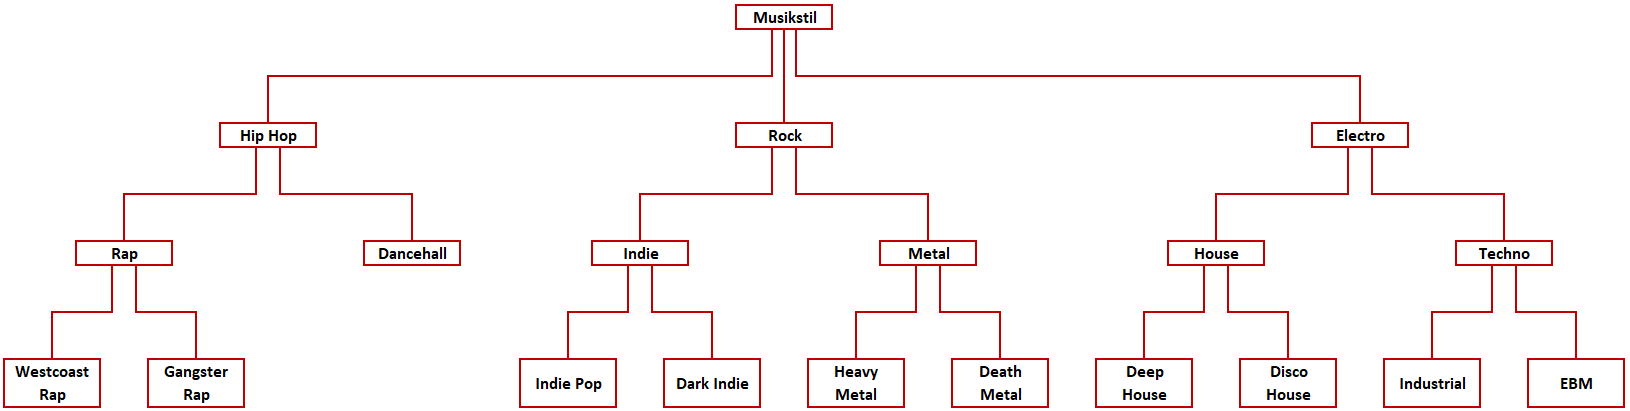 Musikstil
Hip Hop
Rock
Electro
Rap
Dancehall
Indie
Metal
House
Techno
Westcoast
Rap
Gangster
Rap
Indie Pop
Dark Indie
Heavy
Metal
Death
Metal
Deep
House
Disco
House
Industrial
EBM